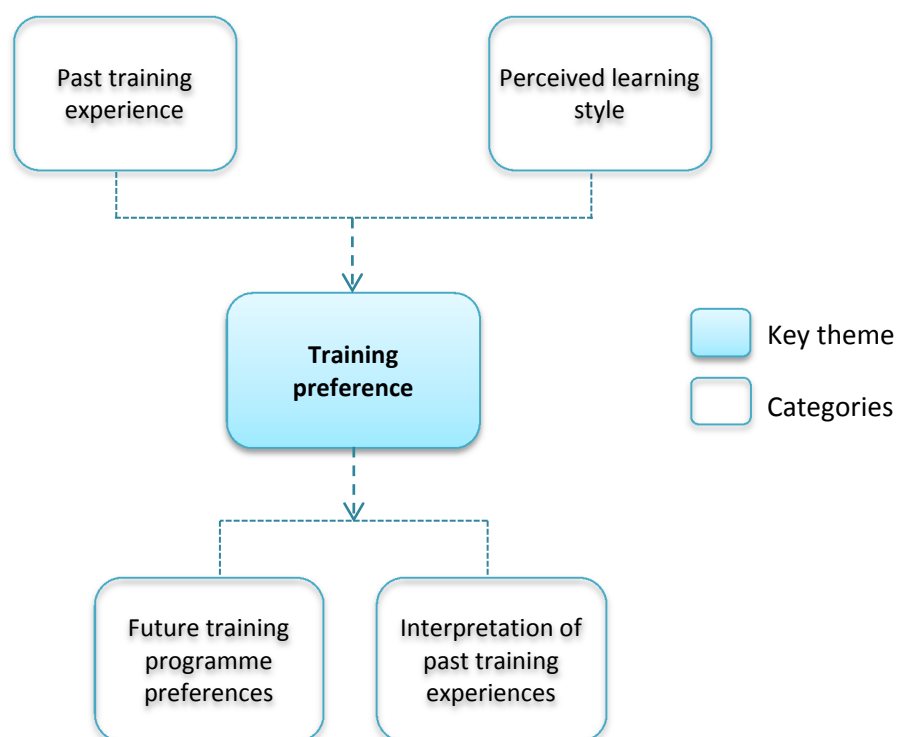 Past training
experience
Perceived learning
style
Training
preference
Key theme
Categories
Future training
programme
preferences
Interpretation of
past training
experiences